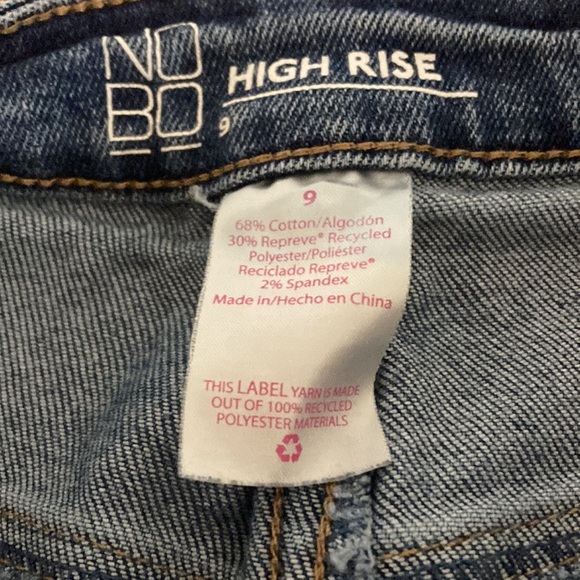 NO
BO
HIGH RISE
9
9
68% Cotton/Algodón
30% Repreve® Recycled
Polyester/Poliéster
Reciclado Repreve®
2% Spandex
Made in/Hecho en China
THIS LABEL YARN IS MADE
OUT OF 100% RECYCLED
POLYESTER MATERIALS